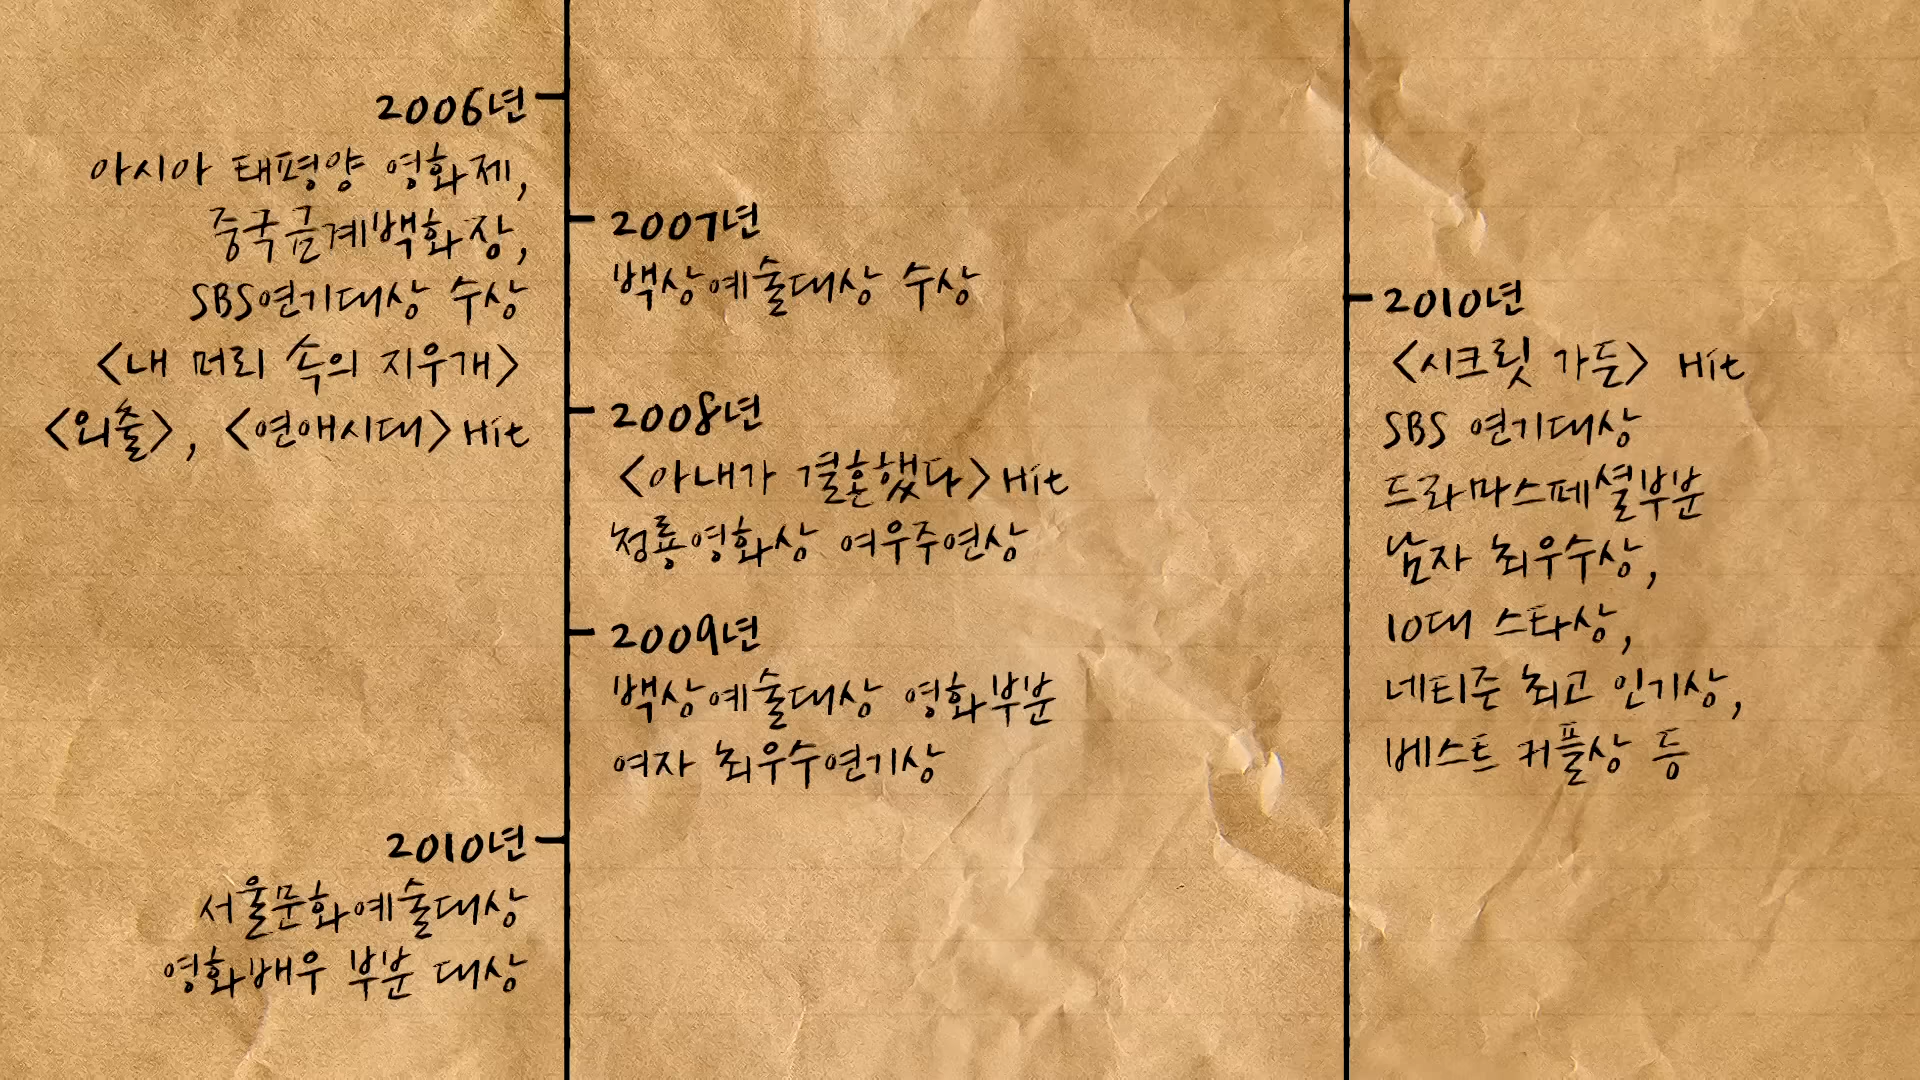 2006년
아시아 태평양 영화제,
중국금계백화장,
SBS연기대상 수상
<내 머리 속의 지우개>
<외출>, <연애시대>Hit
2007년
백상예술대상 수상
2008년
<아내가 결혼했다>Hit
청룡영화상 여우주연상
2009년
백상예술대상 영화부분
여자 최우수연기상
2010년
서울문화예술대상
영화배우 부분 대상
2010년
<시크릿 가든> Hit
SBS 연기대상
드라마스페셜부분
남자 최우수상,
10대 스타상,
네티즌 최고 인기상,
베스트 커플상 등